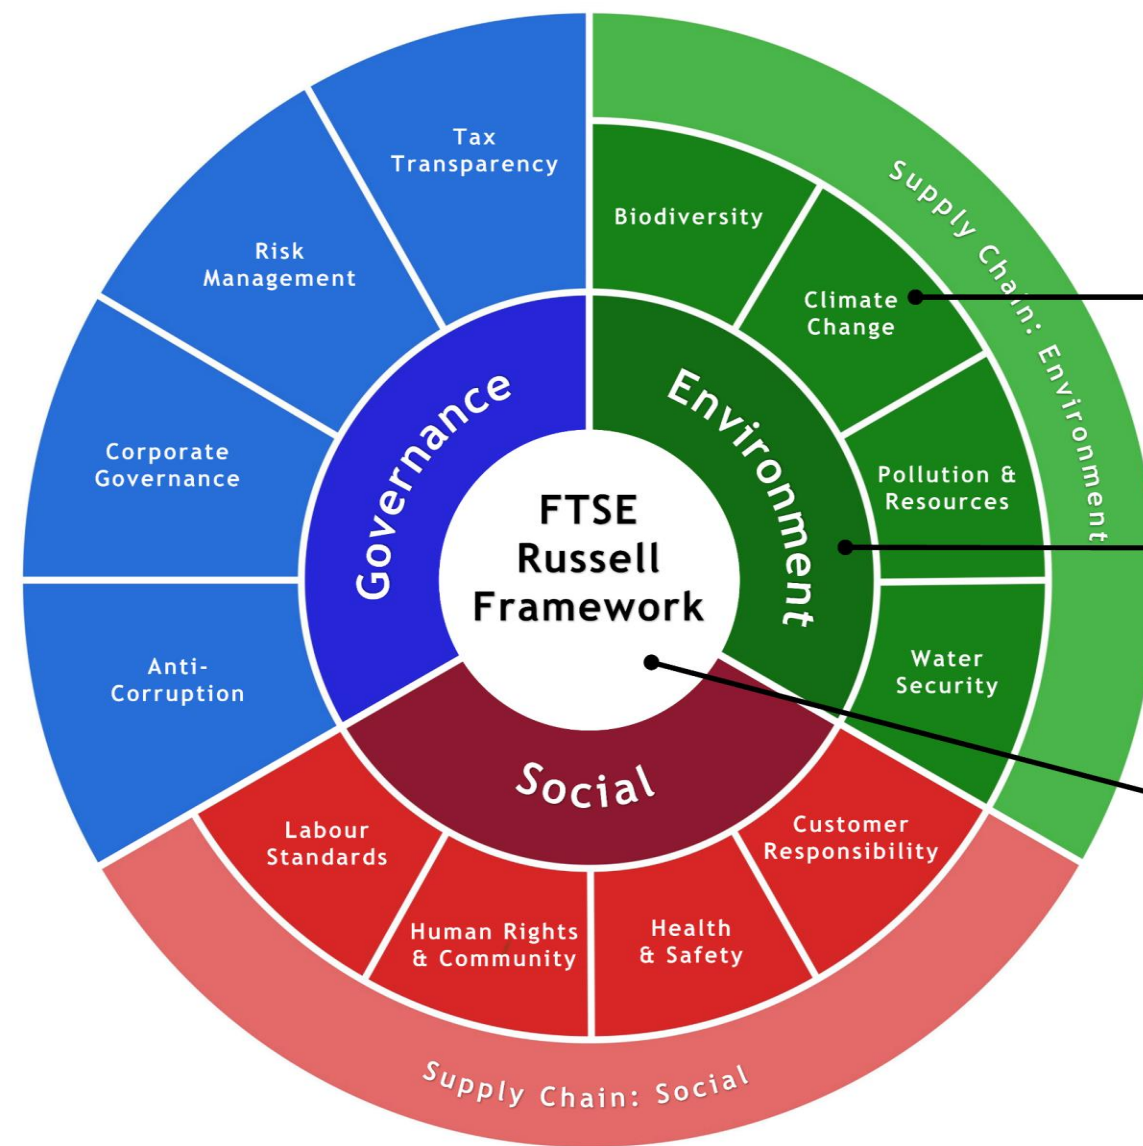 FTSE
Russell
Framework
Governance
Environment
Social
Tax
Transparency
Risk
Management
Corporate
Governance
Anti-
Corruption
Biodiversity
Climate
Change
Pollution &
Resources
Water
Security
Supply Chain: Environment
Customer
Responsibility
Health
& Safety
Human Rights
& Community
Labour
Standards
Supply Chain: Social